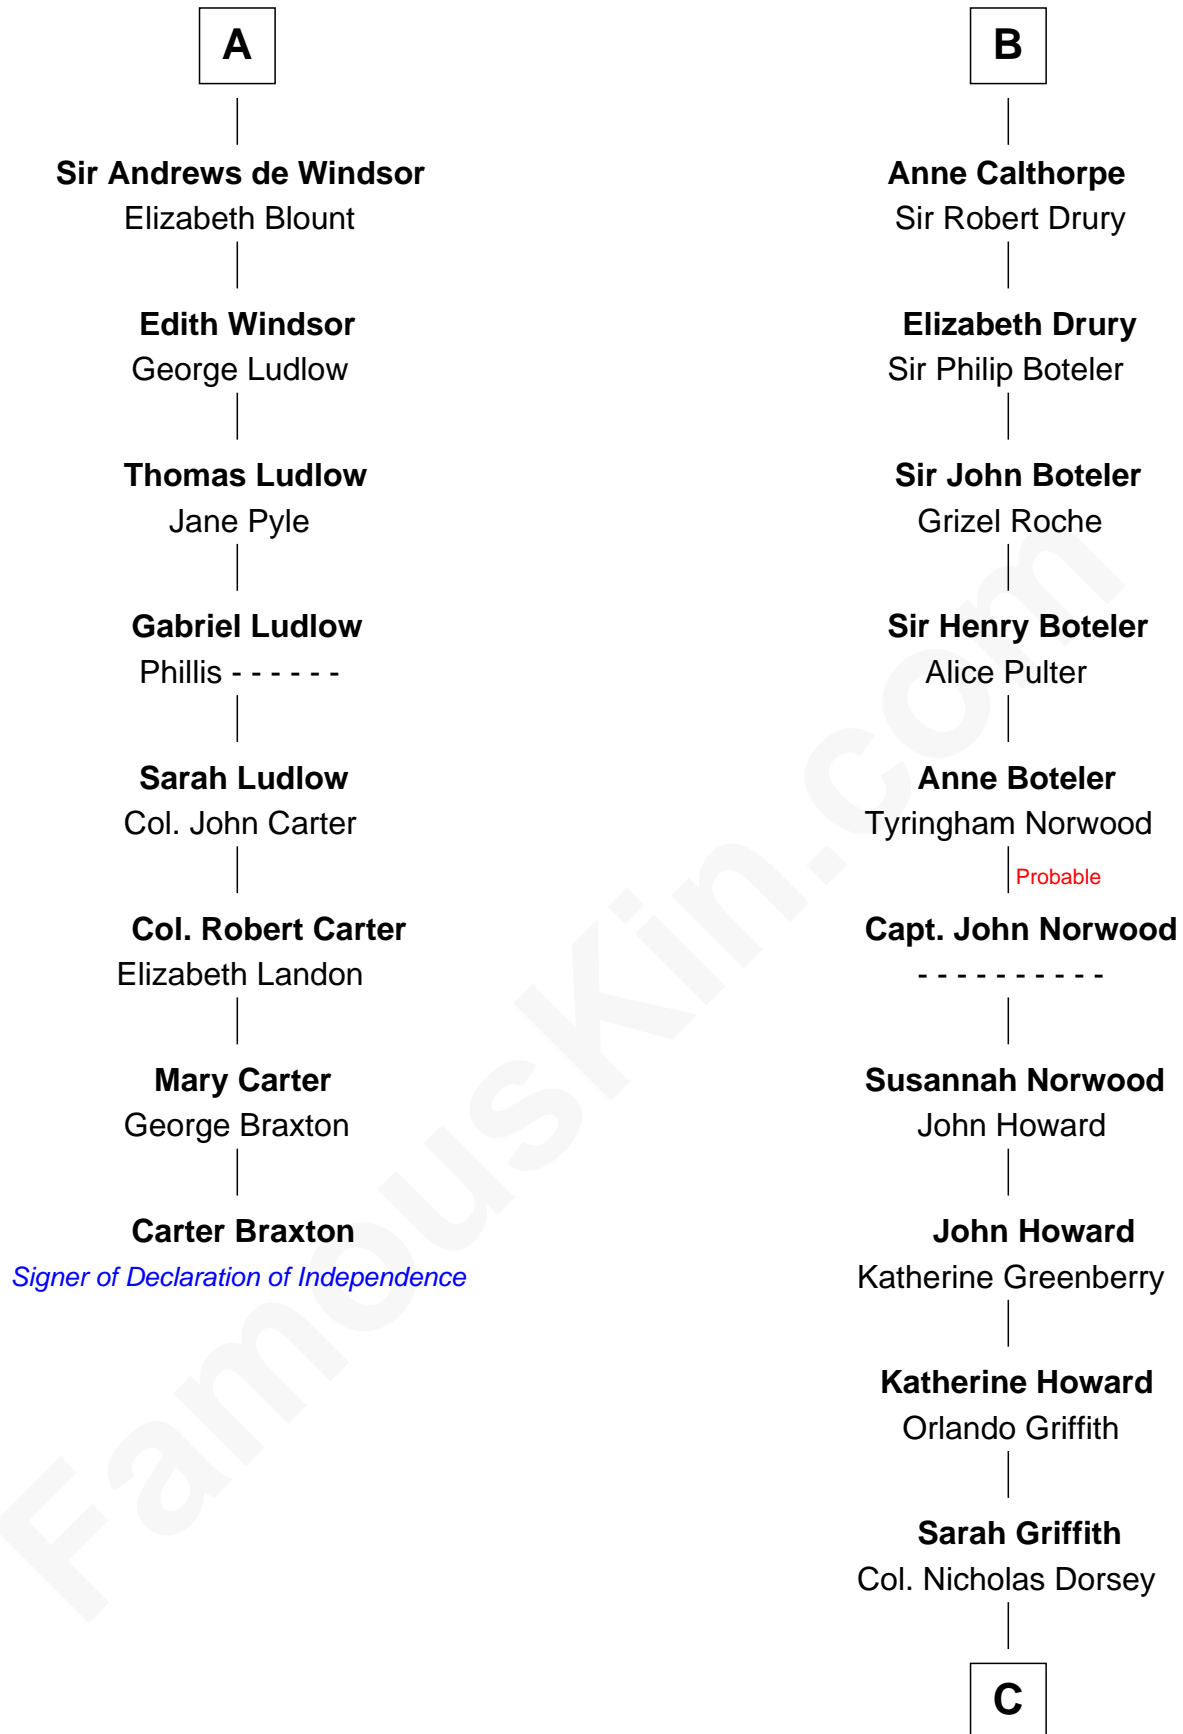 A
Sir Andrews de Windsor
Elizabeth Blount
Edith Windsor
George Ludlow
Thomas Ludlow
Jane Pyle
Gabriel Ludlow
Phillis - - - - - -
Sarah Ludlow
Col. John Carter
Col. Robert Carter
Elizabeth Landon
Mary Carter
George Braxton
Carter Braxton
Signer of Declaration of Independence
B
Anne Calthorpe
Sir Robert Drury
Elizabeth Drury
Sir Philip Boteler
Sir John Boteler
Grizel Roche
Sir Henry Boteler
Alice Pulter
Anne Boteler
Tyringham Norwood
Probable
Capt. John Norwood
- - - - - - - - - -
Susannah Norwood
John Howard
John Howard
Katherine Greenberry
Katherine Howard
Orlando Griffith
Sarah Griffith
Col. Nicholas Dorsey
C
FamousKin.com